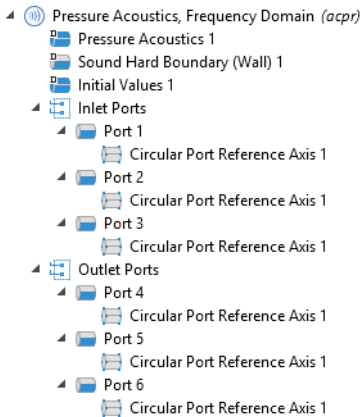 Pressure Acoustics, Frequency Domain (acpr)
Pressure Acoustics 1
Sound Hard Boundary (Wall) 1
Initial Values 1
Inlet Ports
Port 1
Circular Port Reference Axis 1
Port 2
Circular Port Reference Axis 1
Port 3
Circular Port Reference Axis 1
Outlet Ports
Port 4
Circular Port Reference Axis 1
Port 5
Circular Port Reference Axis 1
Port 6
Circular Port Reference Axis 1